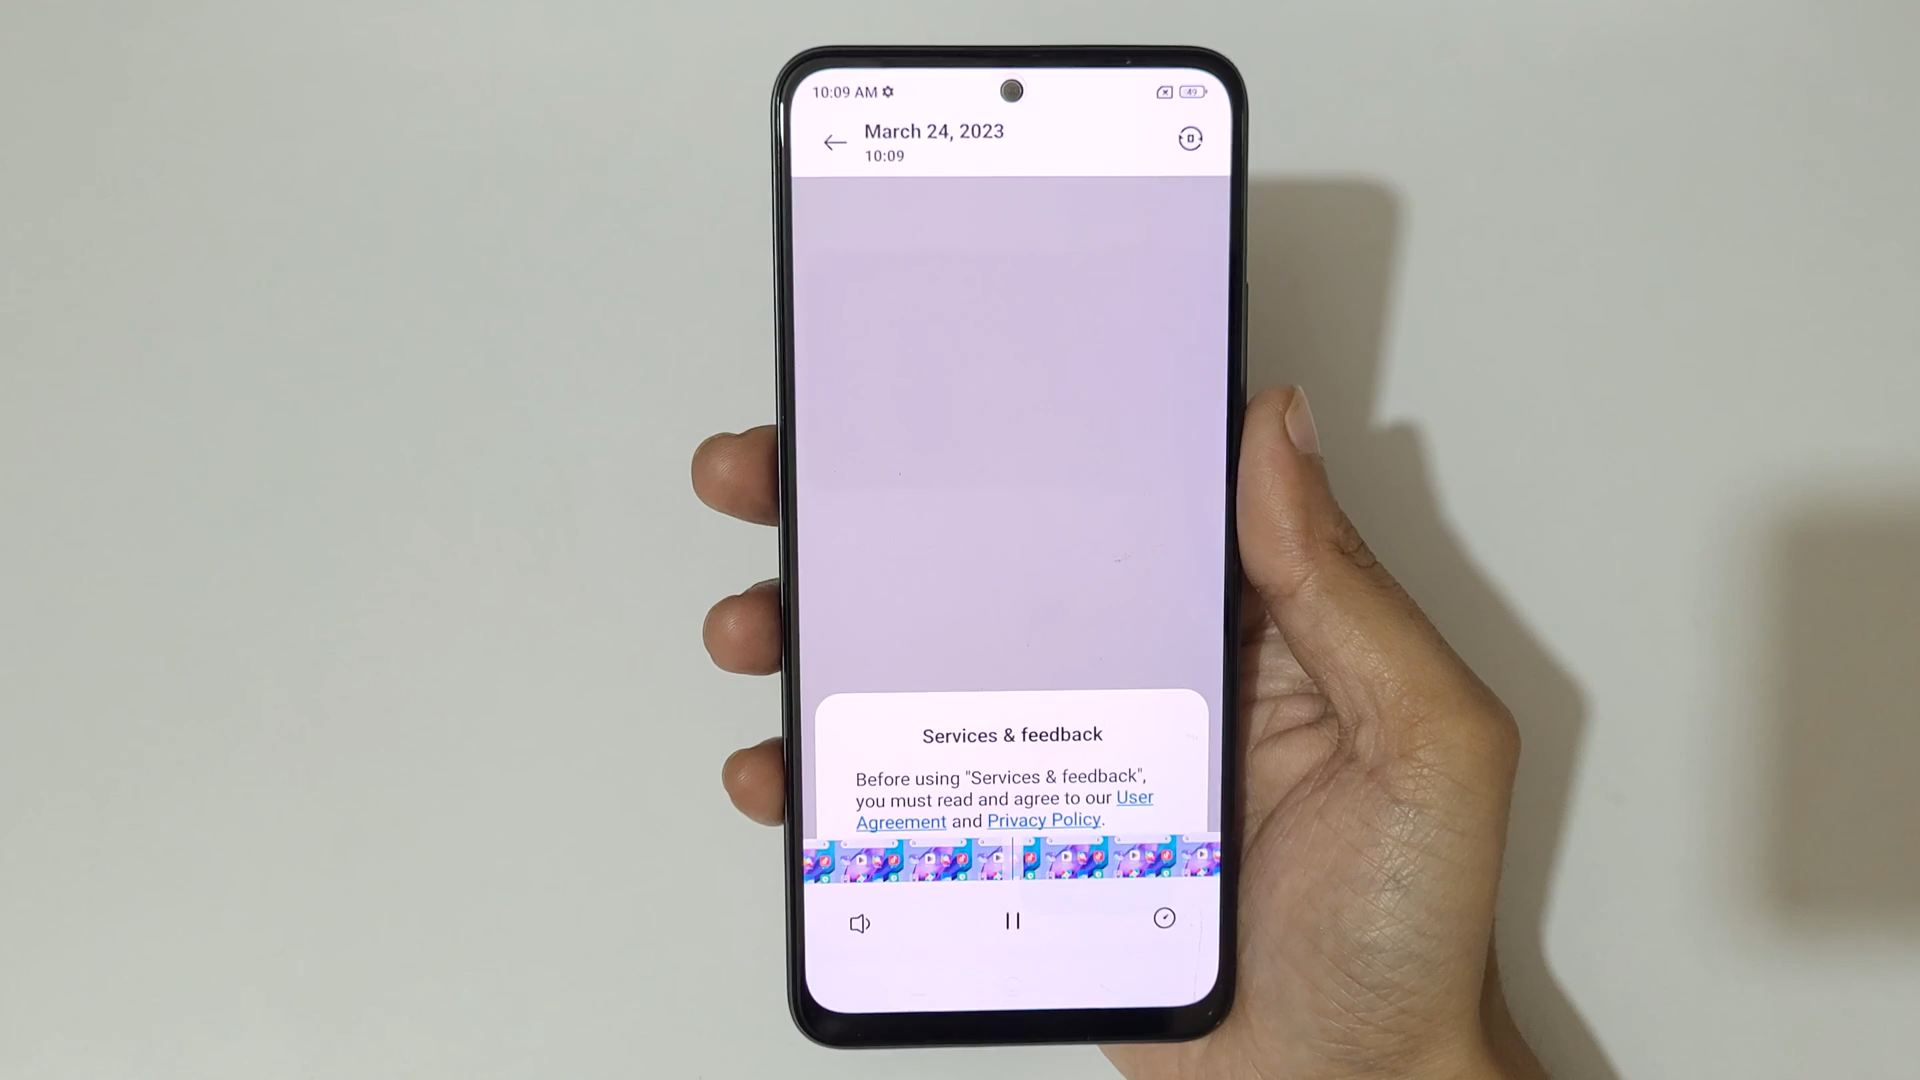 10:09 AM
49
March 24, 2023
10:09
Services & feedback
Before using "Services & feedback",
you must read and agree to our User
Agreement and Privacy Policy.